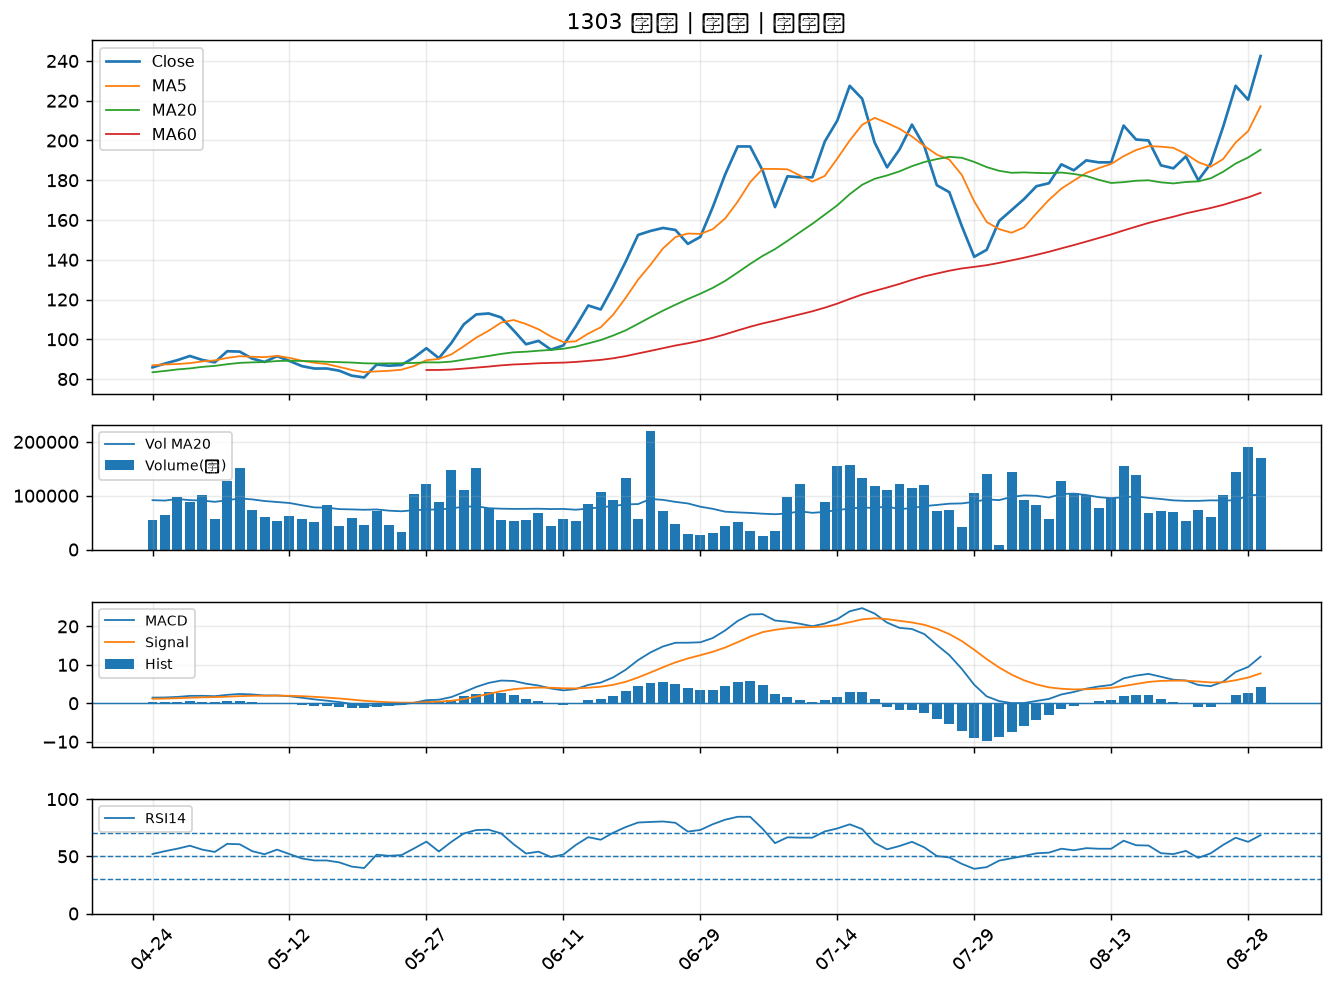 1303 | |
240
220
200
180
160
140
120
100
80
Close
MA5
MA20
MA60
200000
100000
0
Vol MA20
Volume( )
20
10
0
−10
MACD
Signal
Hist
100
50
0
RSI14
04-24 05-12 05-27 06-11 06-29 07-14 07-29 08-13 08-28